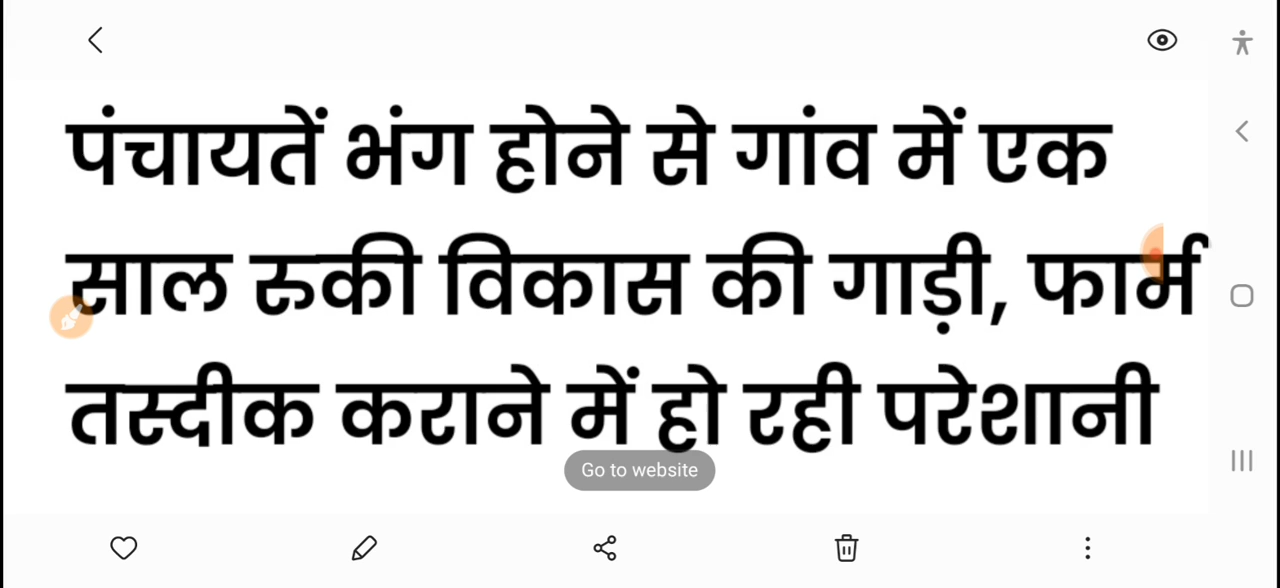 पंचायतें भंग होने से गांव में एक
साल रुकी विकास की गाड़ी, फार्म
तस्दीक कराने में हो रही परेशानी
Go to website